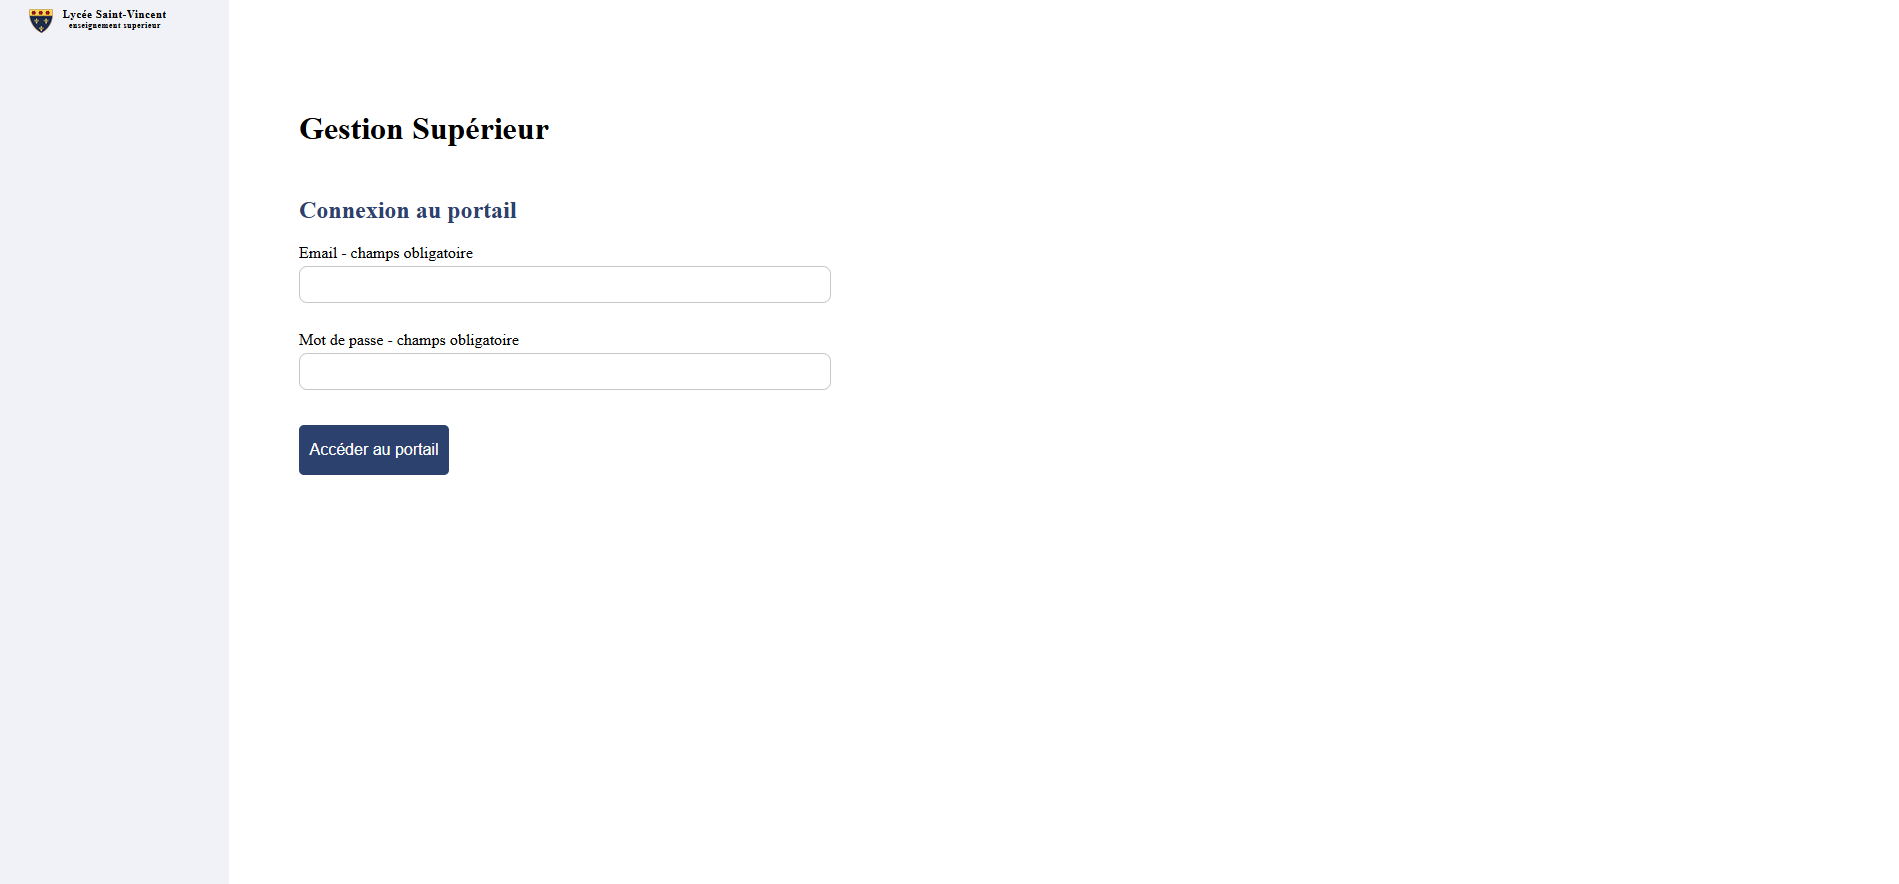 Lycée Saint-Vincent
enseignement superieur
Gestion Supérieur
Connexion au portail
Email - champs obligatoire
Mot de passe - champs obligatoire
Accéder au portail